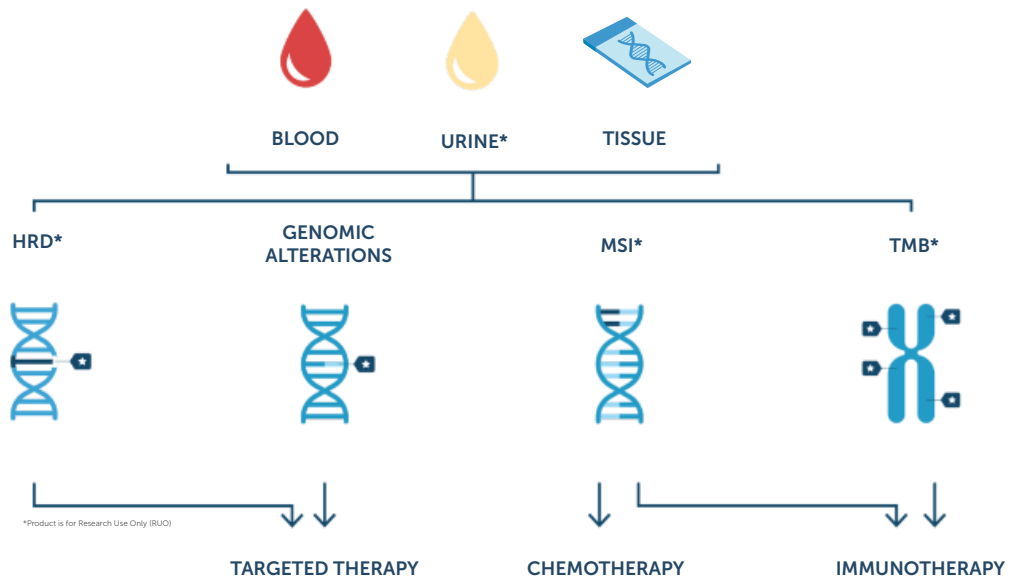 BLOOD
URINE*
TISSUE
HRD*
GENOMIC
ALTERATIONS
MSI*
TMB*
*Product is for Research Use Only (RUO)
TARGETED THERAPY
CHEMOTHERAPY
IMMUNOTHERAPY